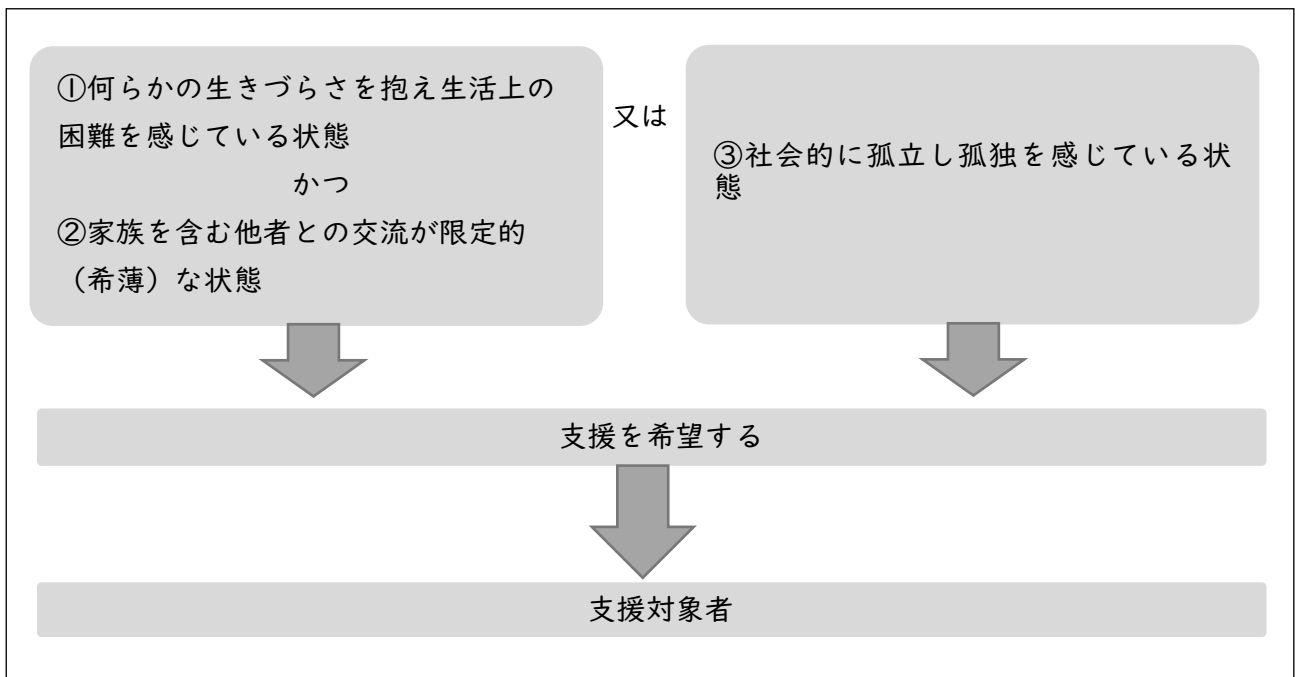 ①何らかの生きづらさを抱え生活上の
困難を感じている状態
かつ
②家族を含む他者との交流が限定的
（希薄）な状態
又は
③社会的に孤立し孤独を感じている状
態
支援を希望する
支援対象者